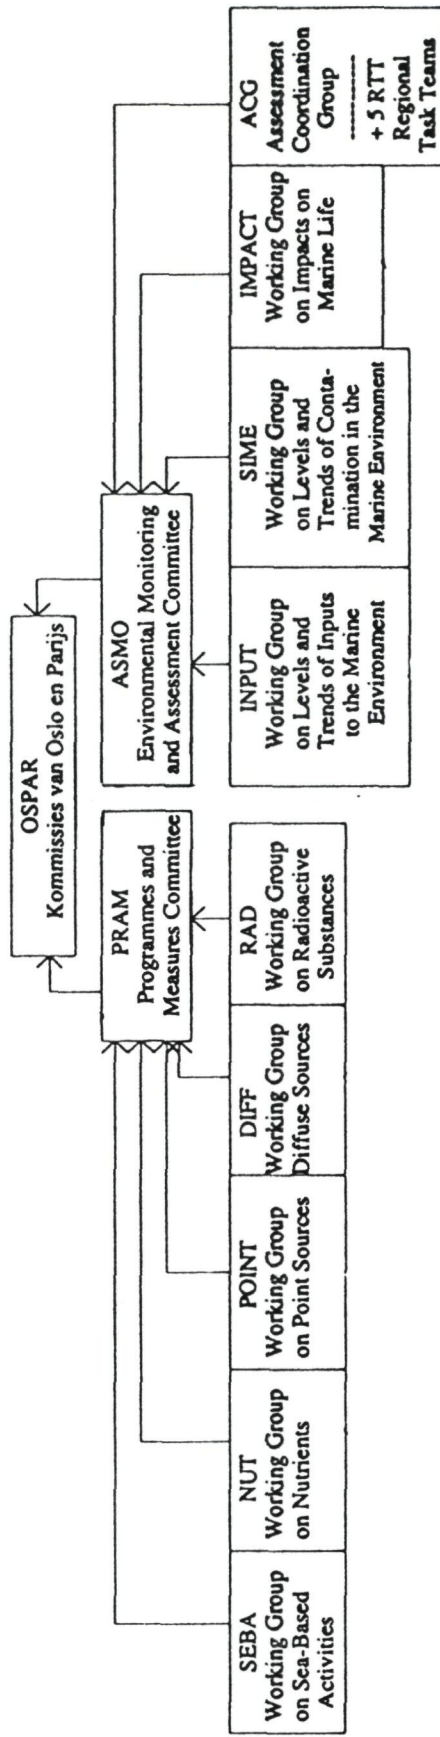 OSPAR
Kommissies van Oslo en Parijs
PRAM
Programmes and
Measures Committee
ASMO
Environmental Monitoring
and Assessment Committee
SEBA
Working Group
on Sea-Based
Activities
NUT
Working Group
on Nutrients
POINT
Working Group
on Point Sources
DIFF
Working Group
Diffuse Sources
RAD
Working Group
on Radioactive
Substances
INPUT
Working Group
on Levels and
Trends of Inputs
to the Marine
Environment
SIME
Working Group
on Levels and
Trends of Conta-
mination in the
Marine Environment
IMPACT
Working Group
on Impacts on
Marine Life
ACG
Assessment
Coordination
Group
----------
+ 5 RTT
Regional
Task Teams